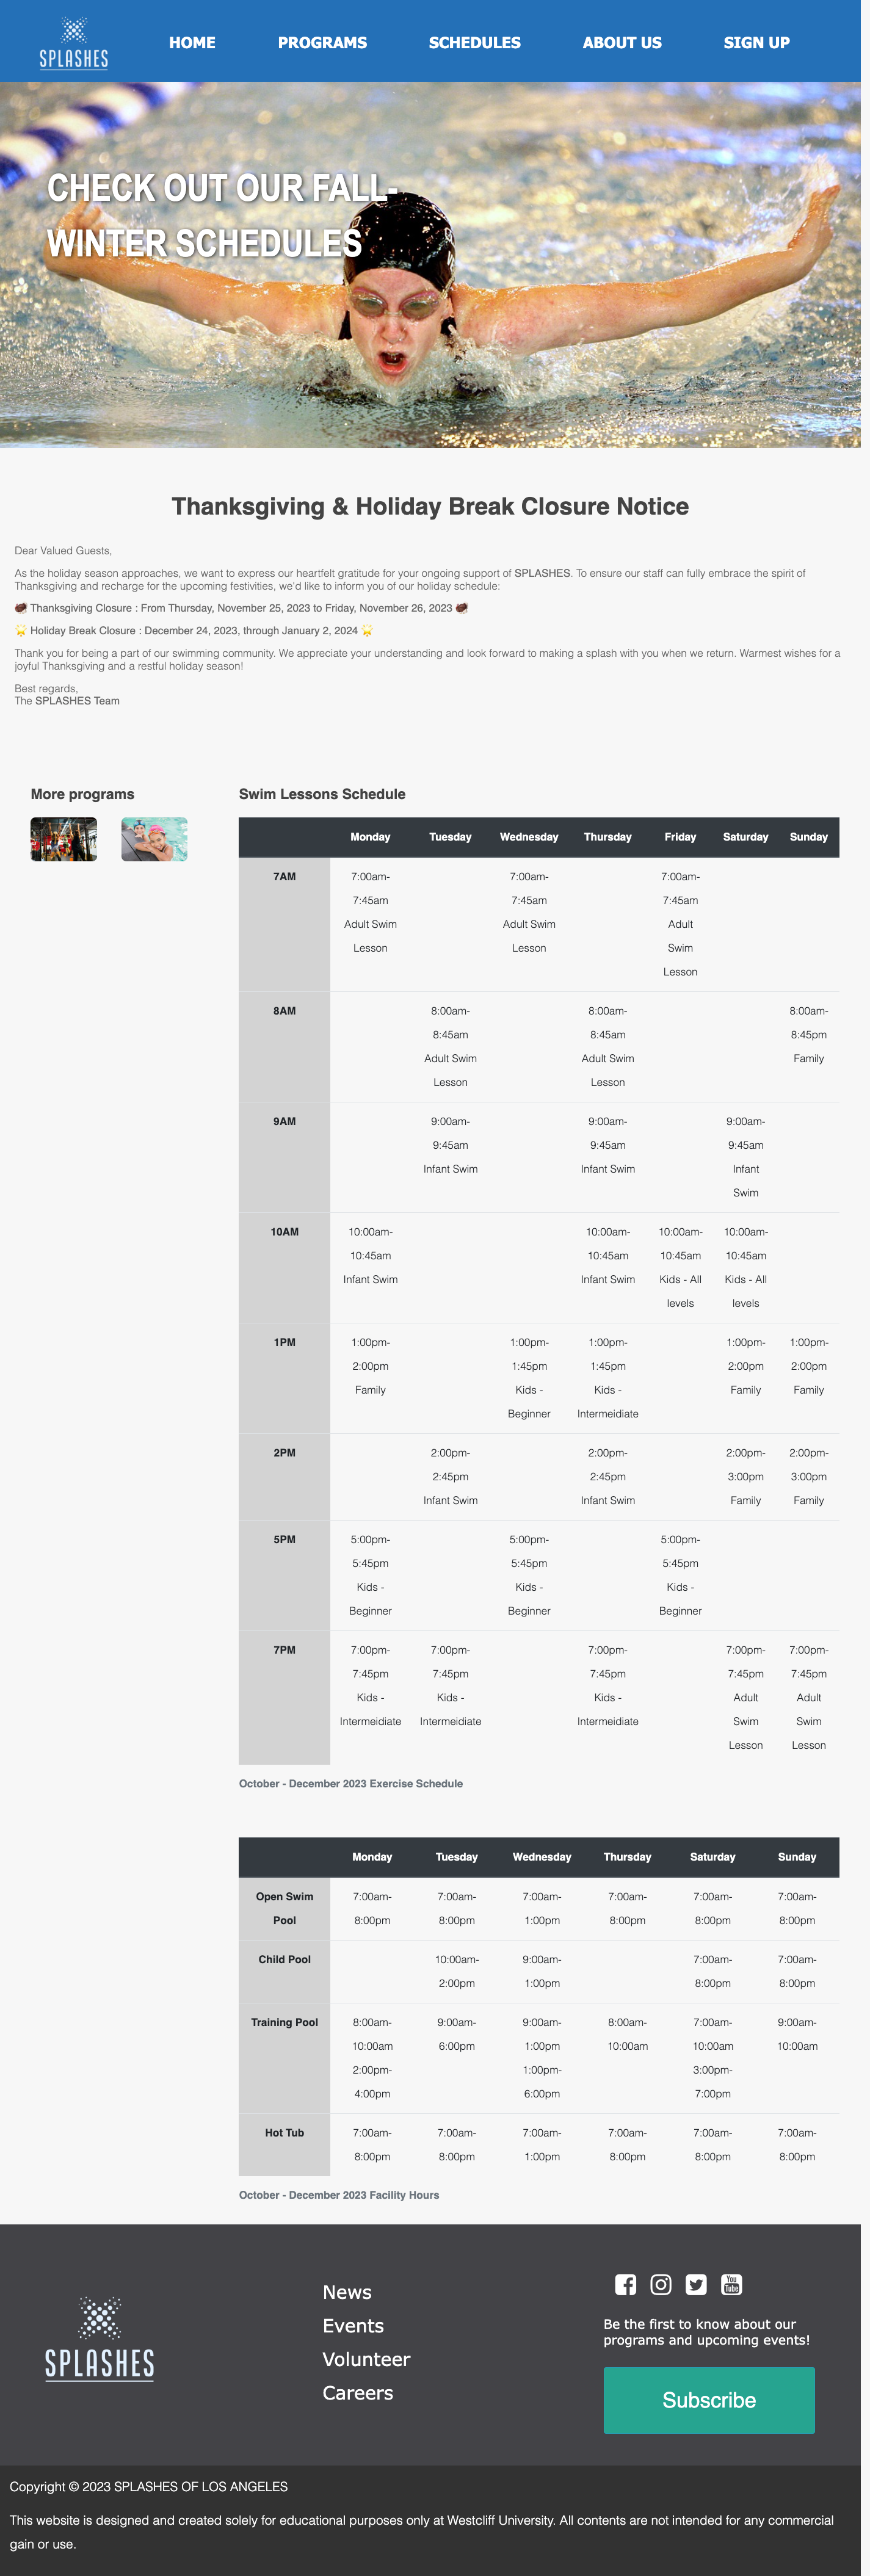 SPLASHES
HOME
PROGRAMS
SCHEDULES
ABOUT US
SIGN UP
CHECK OUT OUR FALL-
WINTER SCHEDULES
Thanksgiving & Holiday Break Closure Notice
Dear Valued Guests,
As the holiday season approaches, we want to express our heartfelt gratitude for your ongoing support of SPLASHES. To ensure our staff can fully embrace the spirit of
Thanksgiving and recharge for the upcoming festivities, we'd like to inform you of our holiday schedule:
Thanksgiving Closure : From Thursday, November 25, 2023 to Friday, November 26, 2023
Holiday Break Closure : December 24, 2023, through January 2, 2024
Thank you for being a part of our swimming community. We appreciate your understanding and look forward to making a splash with you when we return. Warmest wishes for a
joyful Thanksgiving and a restful holiday season!
Best regards,
The SPLASHES Team
More programs
Swim Lessons Schedule
Monday Tuesday Wednesday Thursday Friday Saturday Sunday
7AM 7:00am- 7:00am- 7:00am-
7:45am 7:45am 7:45am
Adult Swim Adult Swim Adult
Lesson Lesson Swim
Lesson
8AM 8:00am- 8:00am- 8:00am-
8:45am 8:45am 8:45pm
Adult Swim Adult Swim Family
Lesson Lesson
9AM 9:00am- 9:00am- 9:00am-
9:45am 9:45am 9:45am
Infant Swim Infant Swim Infant
Swim
10AM 10:00am- 10:00am- 10:00am- 10:00am-
10:45am 10:45am 10:45am 10:45am
Infant Swim Infant Swim Kids - All Kids - All
levels levels
1PM 1:00pm- 1:00pm- 1:00pm- 1:00pm- 1:00pm-
2:00pm 1:45pm 1:45pm 2:00pm 2:00pm
Family Kids - Kids - Family Family
Beginner Intermeidiate
2PM 2:00pm- 2:00pm- 2:00pm- 2:00pm-
2:45pm 2:45pm 3:00pm 3:00pm
Infant Swim Infant Swim Family Family
5PM 5:00pm- 5:00pm- 5:00pm-
5:45pm 5:45pm 5:45pm
Kids - Kids - Kids -
Beginner Beginner Beginner
7PM 7:00pm- 7:00pm- 7:00pm- 7:00pm- 7:00pm-
7:45pm 7:45pm 7:45pm 7:45pm 7:45pm
Kids - Kids - Kids - Adult Adult
Intermeidiate Intermeidiate Intermeidiate Swim Swim
Lesson Lesson
October - December 2023 Exercise Schedule
Monday Tuesday Wednesday Thursday Saturday Sunday
Open Swim 7:00am- 7:00am- 7:00am- 7:00am- 7:00am- 7:00am-
Pool 8:00pm 8:00pm 1:00pm 8:00pm 8:00pm 8:00pm
Child Pool 10:00am- 9:00am- 7:00am- 7:00am-
2:00pm 1:00pm 8:00pm 8:00pm
Training Pool 8:00am- 9:00am- 9:00am- 8:00am- 7:00am- 9:00am-
10:00am 6:00pm 1:00pm 10:00am 10:00am 10:00am
2:00pm- 1:00pm- 3:00pm-
4:00pm 6:00pm 7:00pm
Hot Tub 7:00am- 7:00am- 7:00am- 7:00am- 7:00am- 7:00am-
8:00pm 8:00pm 1:00pm 8:00pm 8:00pm 8:00pm
October - December 2023 Facility Hours
SPLASHES
News
Events
Volunteer
Careers
You
Tube
Be the first to know about our
programs and upcoming events!
Subscribe
Copyright © 2023 SPLASHES OF LOS ANGELES
This website is designed and created solely for educational purposes only at Westcliff University. All contents are not intended for any commercial
gain or use.